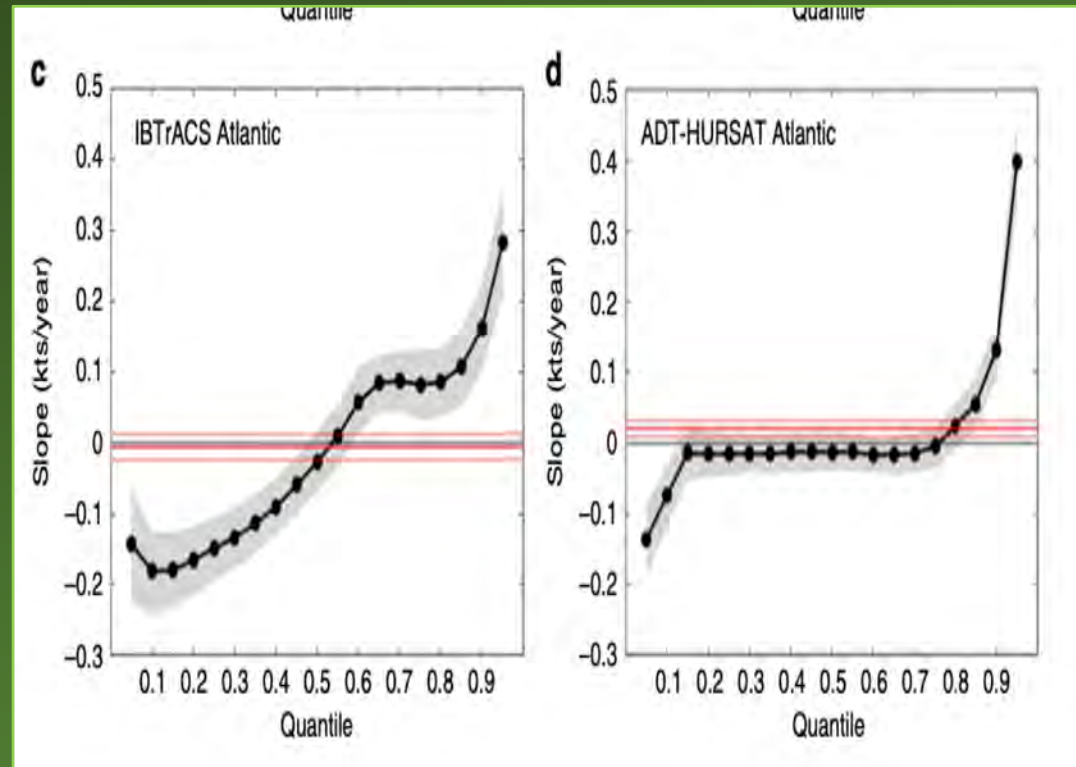 Quantile
Quantile
c
IBTrACS Atlantic
0.5
0.4
0.3
0.2
0.1
0
−0.1
−0.2
−0.3
Slope (kts/year)
0.1 0.2 0.3 0.4 0.5 0.6 0.7 0.8 0.9
Quantile
d
ADT-HURSAT Atlantic
0.5
0.4
0.3
0.2
0.1
0
−0.1
−0.2
−0.3
Slope (kts/year)
0.1 0.2 0.3 0.4 0.5 0.6 0.7 0.8 0.9
Quantile